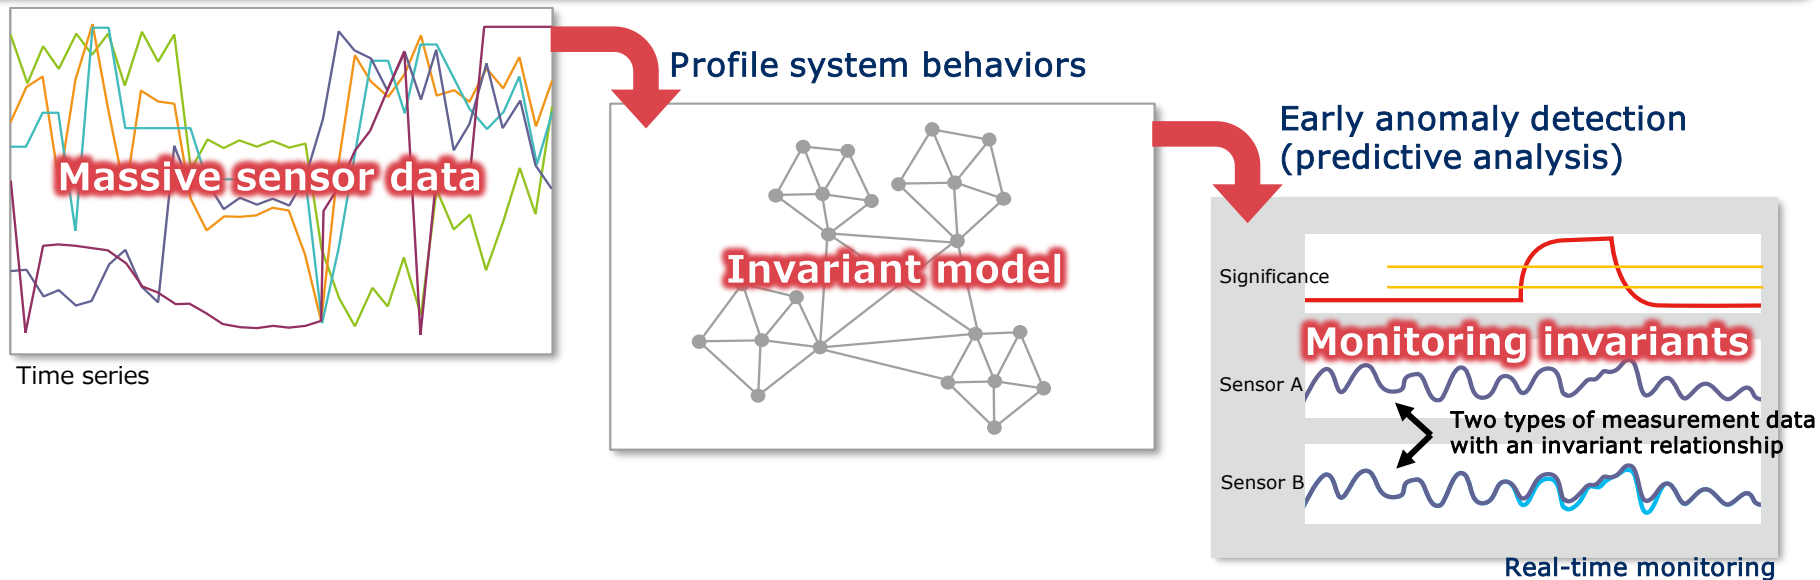 Massive sensor data
Time series
Profile system behaviors
Invariant model
Early anomaly detection
(predictive analysis)
Significance
Monitoring invariants
Sensor A
Two types of measurement data
with an invariant relationship
Sensor B
Real-time monitoring